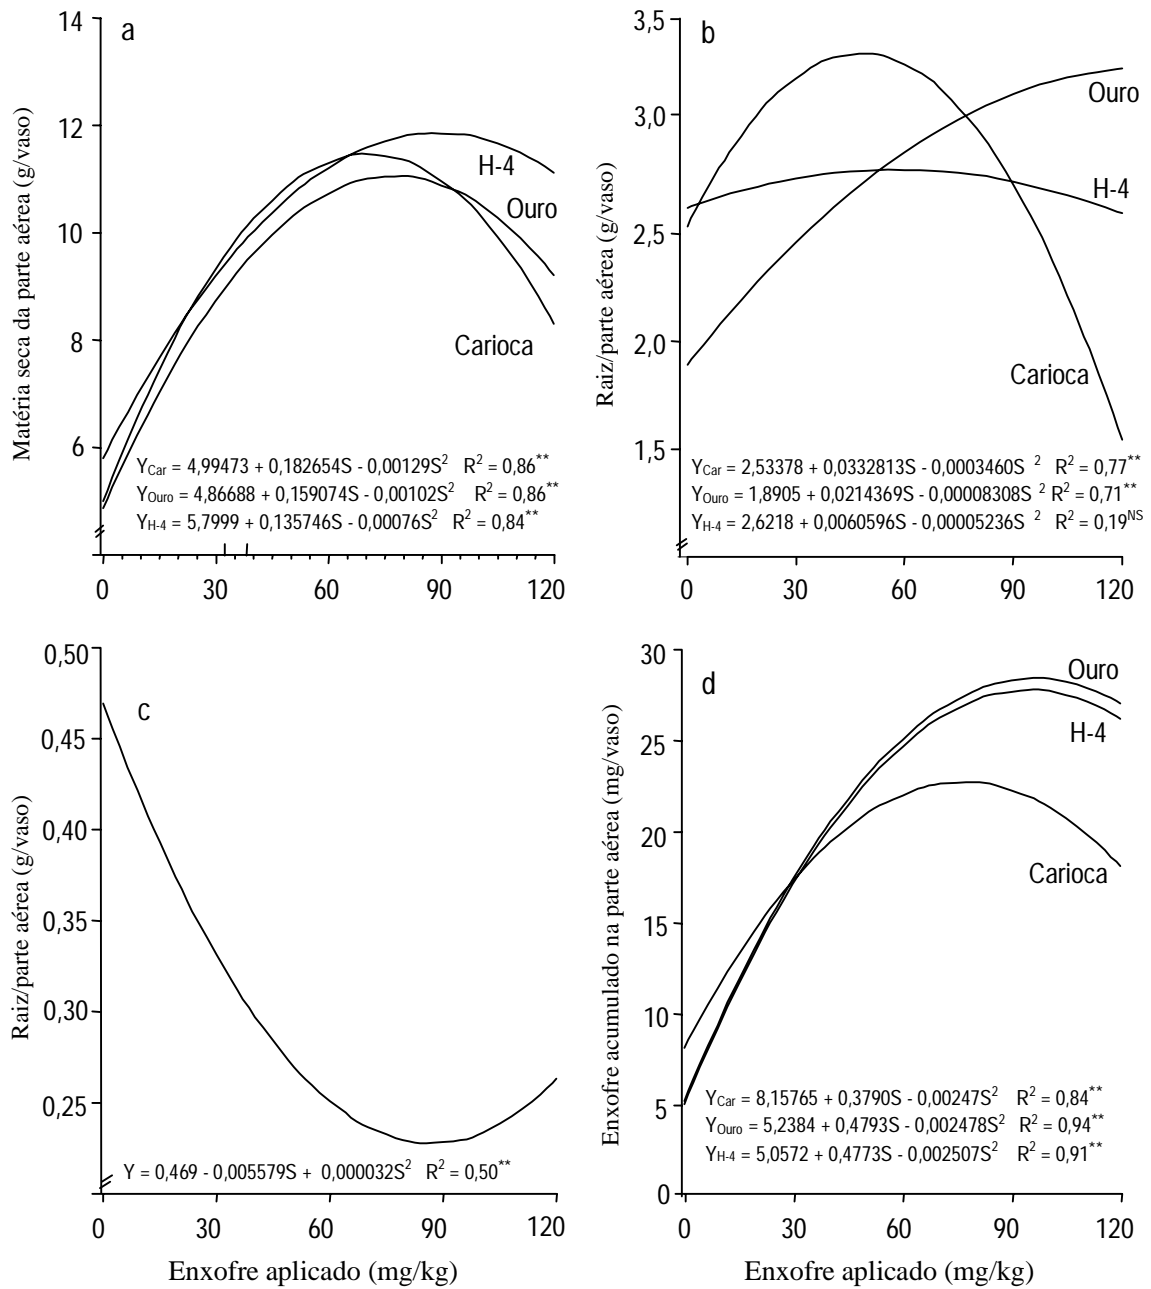 14
12
10
8
6
Matéria seca da parte aérea (g/vaso)
a
H-4
Ouro
Carioca
YCar = 4,99473 + 0,182654S - 0,00129S² R² = 0,86**
YOuro = 4,86688 + 0,159074S - 0,00102S² R² = 0,86**
YH-4 = 5,7999 + 0,135746S - 0,00076S² R² = 0,84**
0 30 60 90 120
3,5
3,0
2,5
2,0
1,5
Raiz/parte aérea (g/vaso)
b
Ouro
H-4
Carioca
YCar = 2,53378 + 0,0332813S - 0,0003460S ² R² = 0,77**
YOuro = 1,8905 + 0,0214369S - 0,00008308S ² R² = 0,71**
YH-4 = 2,6218 + 0,0060596S - 0,00005236S ² R² = 0,19NS
0 30 60 90 120
0,50
0,45
0,40
0,35
0,30
0,25
Raiz/parte aérea (g/vaso)
c
Y = 0,469 - 0,005579S + 0,000032S² R² = 0,50**
0 30 60 90 120
Enxofre aplicado (mg/kg)
30
25
20
15
10
5
0
Enxofre acumulado na parte aérea (mg/vaso)
d
Ouro
H-4
Carioca
YCar = 8,15765 + 0,3790S - 0,00247S² R² = 0,84**
YOuro = 5,2384 + 0,4793S - 0,002478S² R² = 0,94**
YH-4 = 5,0572 + 0,4773S - 0,002507S² R² = 0,91**
0 30 60 90 120
Enxofre aplicado (mg/kg)